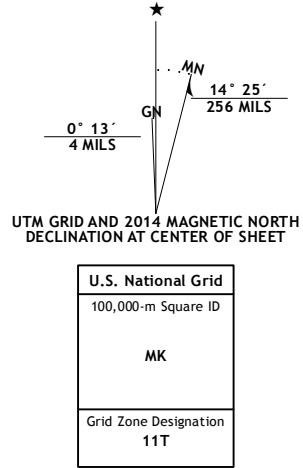 MN
14° 25´
256 MILS
GN
0° 13´
4 MILS
UTM GRID AND 2014 MAGNETIC NORTH
DECLINATION AT CENTER OF SHEET
U.S. National Grid
100,000-m Square ID
MK
Grid Zone Designation
11T